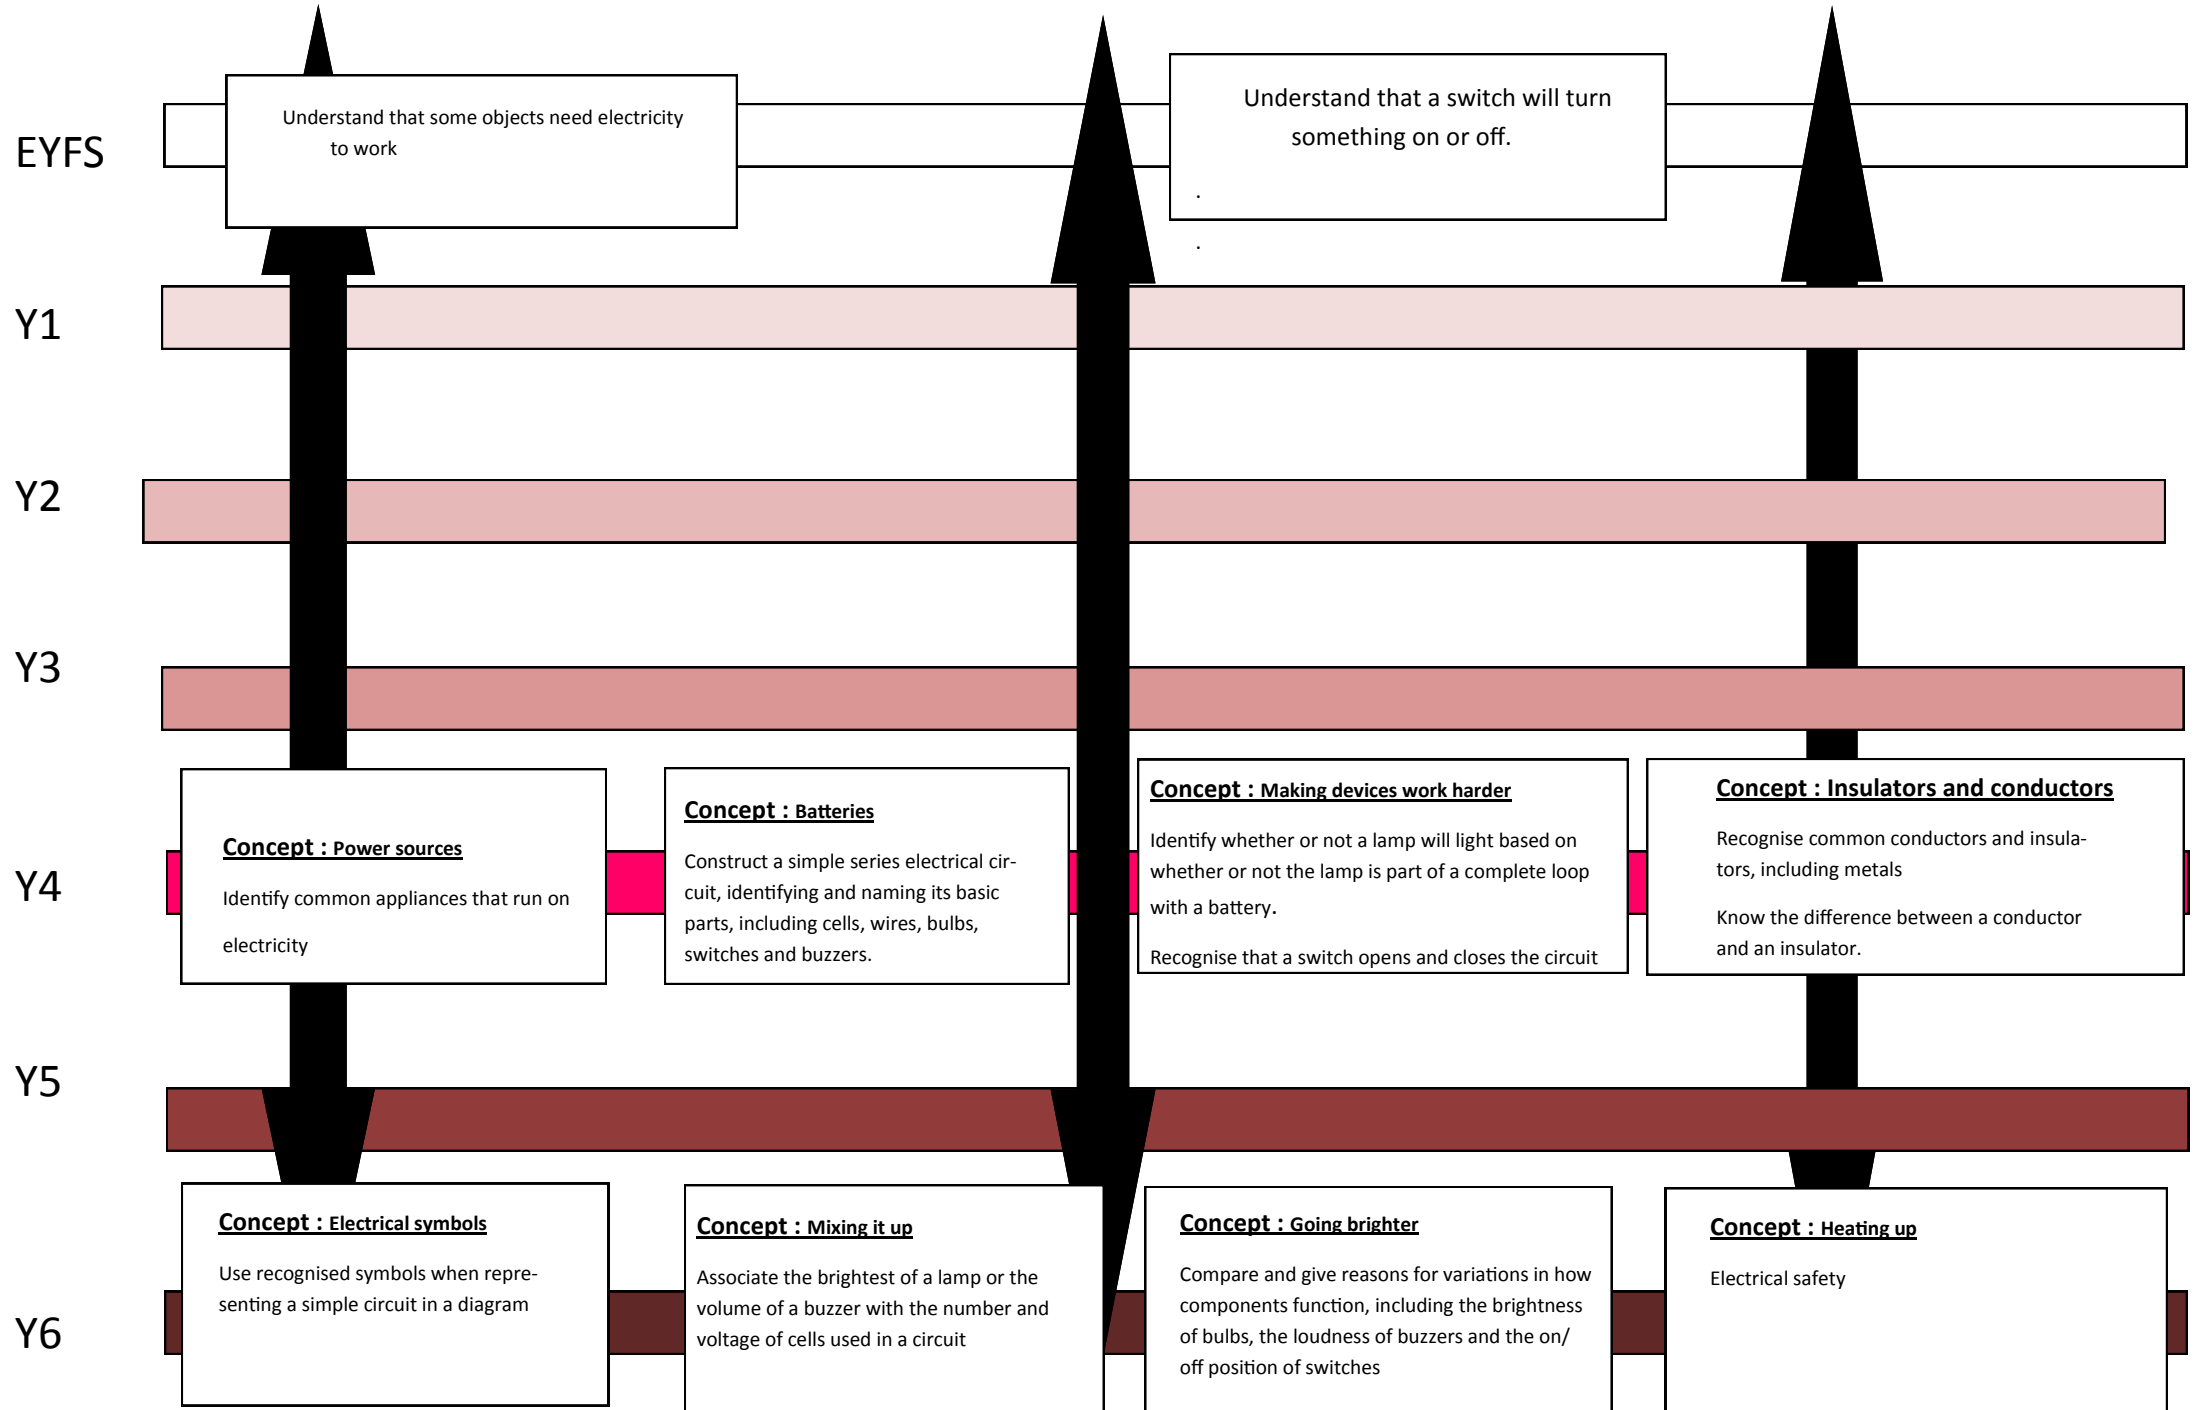 EYFS
Understand that some objects need electricity
to work
Understand that a switch will turn
something on or off.
.
.
Y1
Y2
Y3
Y4
Concept : Power sources
Identify common appliances that run on
electricity
Concept : Batteries
Construct a simple series electrical cir-
cuit, identifying and naming its basic
parts, including cells, wires, bulbs,
switches and buzzers.
Concept : Making devices work harder
Identify whether or not a lamp will light based on
whether or not the lamp is part of a complete loop
with a battery.
Recognise that a switch opens and closes the circuit
Concept : Insulators and conductors
Recognise common conductors and insula-
tors, including metals
Know the difference between a conductor
and an insulator.
Y5
Y6
Concept : Electrical symbols
Use recognised symbols when repre-
senting a simple circuit in a diagram
Concept : Mixing it up
Associate the brightest of a lamp or the
volume of a buzzer with the number and
voltage of cells used in a circuit
Concept : Going brighter
Compare and give reasons for variations in how
components function, including the brightness
of bulbs, the loudness of buzzers and the on/
off position of switches
Concept : Heating up
Electrical safety